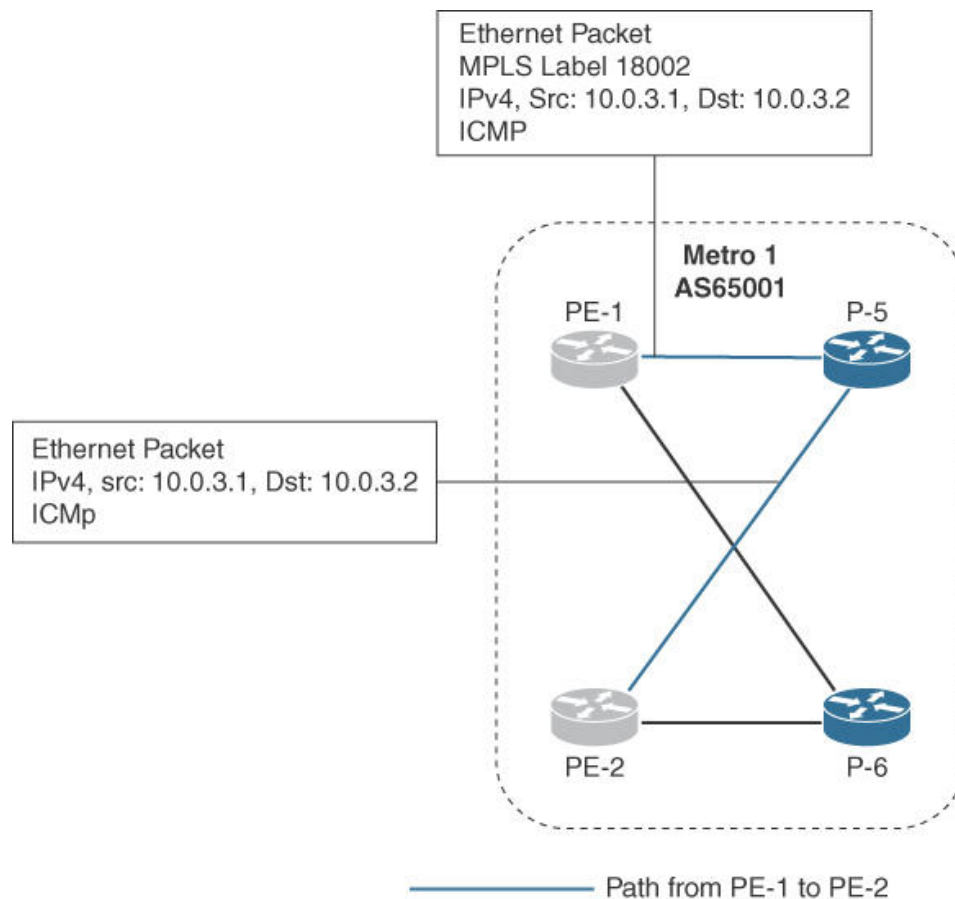 Ethernet Packet
MPLS Label 18002
IPv4, Src: 10.0.3.1, Dst: 10.0.3.2
ICMP
Metro 1
AS65001
PE-1
P-5
Ethernet Packet
IPv4, src: 10.0.3.1, Dst: 10.0.3.2
ICMp
PE-2
P-6
Path from PE-1 to PE-2